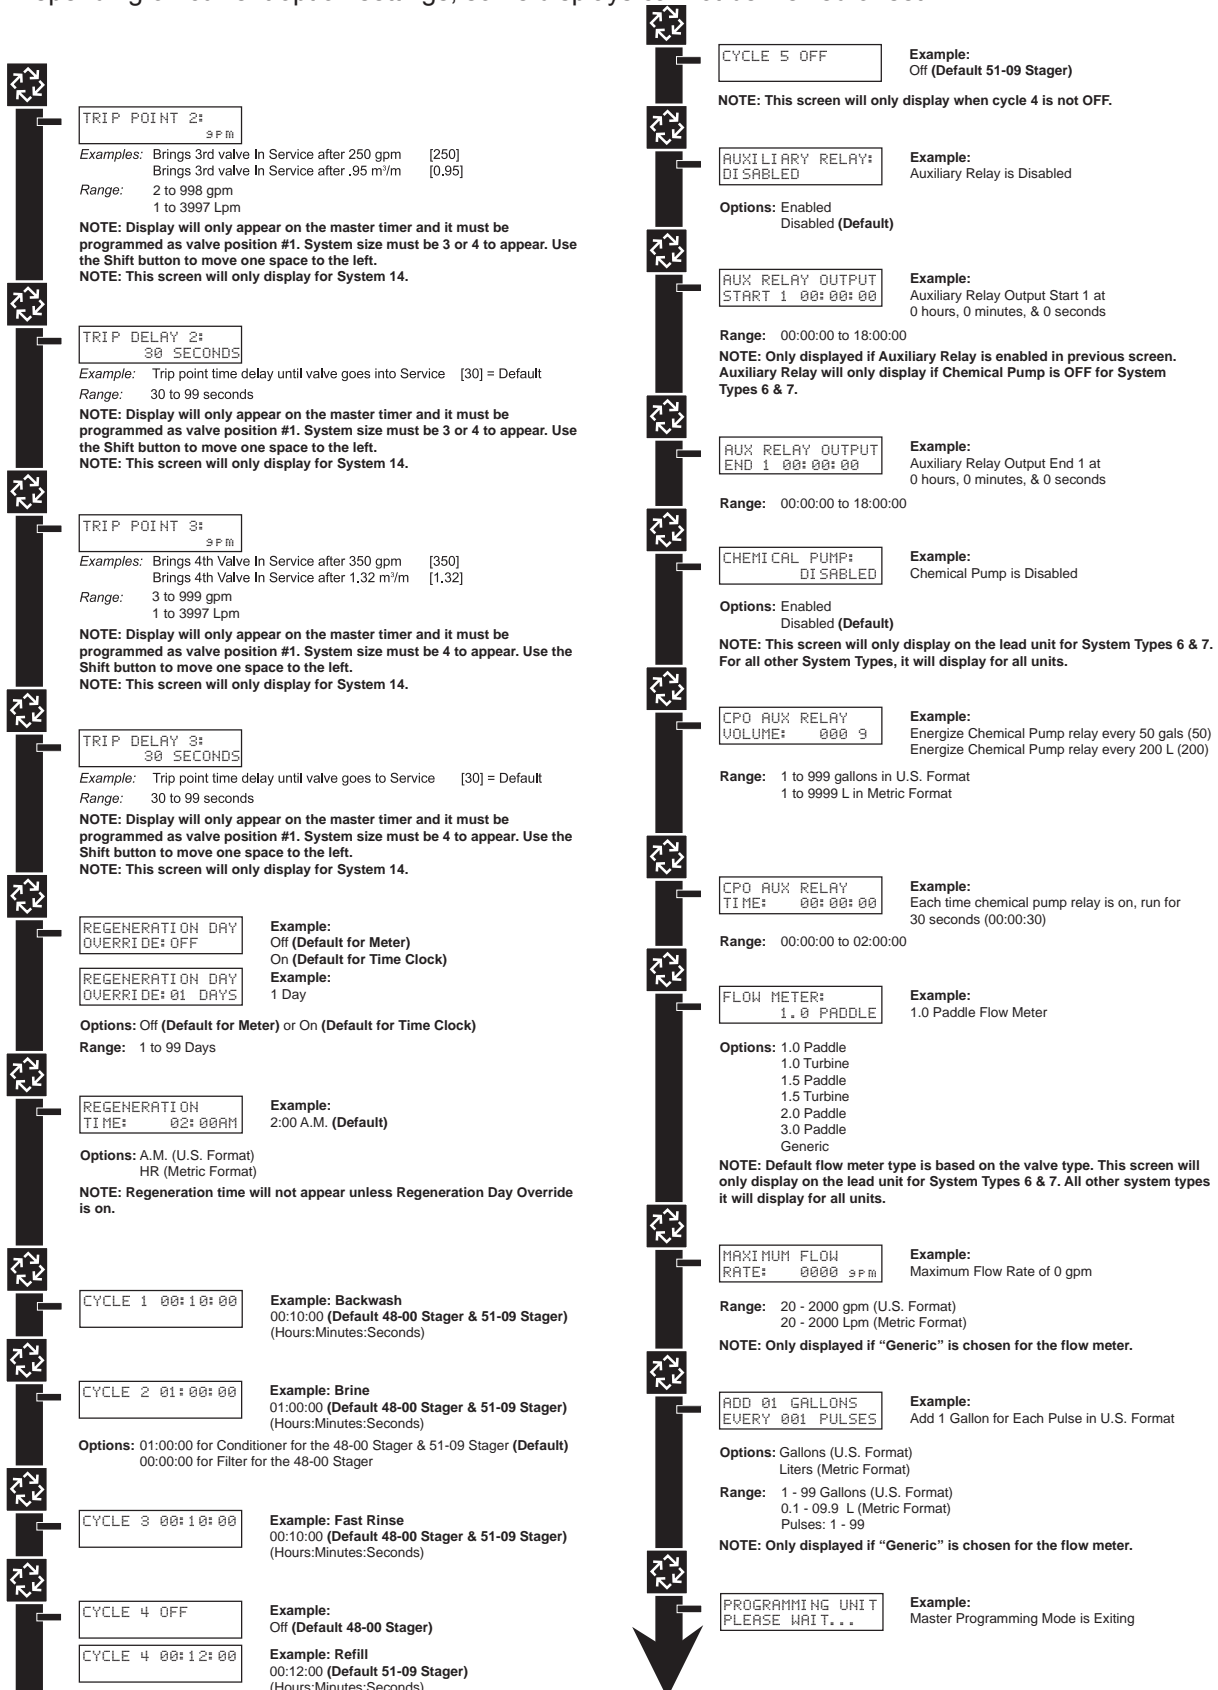 TRIP POINT 2:
gpm
Examples: Brings 3rd valve In Service after 250 gpm [250]
Brings 3rd valve In Service after .95 m³/m [0.95]
Range: 2 to 998 gpm
1 to 3997 Lpm
NOTE: Display will only appear on the master timer and it must be
programmed as valve position #1. System size must be 3 or 4 to appear. Use
the Shift button to move one space to the left.
NOTE: This screen will only display for System 14.
TRIP DELAY 2:
30 SECONDS
Example: Trip point time delay until valve goes into Service [30] = Default
Range: 30 to 99 seconds
NOTE: Display will only appear on the master timer and it must be
programmed as valve position #1. System size must be 3 or 4 to appear. Use
the Shift button to move one space to the left.
NOTE: This screen will only display for System 14.
TRIP POINT 3:
gpm
Examples: Brings 4th Valve In Service after 350 gpm [350]
Brings 4th Valve In Service after 1.32 m³/m [1.32]
Range: 3 to 999 gpm
1 to 3997 Lpm
NOTE: Display will only appear on the master timer and it must be
programmed as valve position #1. System size must be 4 to appear. Use the
Shift button to move one space to the left.
NOTE: This screen will only display for System 14.
TRIP DELAY 3:
30 SECONDS
Example: Trip point time delay until valve goes to Service [30] = Default
Range: 30 to 99 seconds
NOTE: Display will only appear on the master timer and it must be
programmed as valve position #1. System size must be 4 to appear. Use the
Shift button to move one space to the left.
NOTE: This screen will only display for System 14.
REGENERATION DAY
OVERRIDE:OFF
Example:
Off (Default for Meter)
On (Default for Time Clock)
REGENERATION DAY
OVERRIDE:01 DAYS
Example:
1 Day
Options: Off (Default for Meter) or On (Default for Time Clock)
Range: 1 to 99 Days
REGENERATION
TIME: 02:00AM
Example:
2:00 A.M. (Default)
Options: A.M. (U.S. Format)
HR (Metric Format)
NOTE: Regeneration time will not appear unless Regeneration Day Override
is on.
CYCLE 1 00:10:00
Example: Backwash
00:10:00 (Default 48-00 Stager & 51-09 Stager)
(Hours:Minutes:Seconds)
CYCLE 2 01:00:00
Example: Brine
01:00:00 (Default 48-00 Stager & 51-09 Stager)
(Hours:Minutes:Seconds)
Options: 01:00:00 for Conditioner for the 48-00 Stager & 51-09 Stager (Default)
00:00:00 for Filter for the 48-00 Stager
CYCLE 3 00:10:00
Example: Fast Rinse
00:10:00 (Default 48-00 Stager & 51-09 Stager)
(Hours:Minutes:Seconds)
CYCLE 4 OFF
Example:
Off (Default 48-00 Stager)
CYCLE 4 00:12:00
Example: Refill
00:12:00 (Default 51-09 Stager)
(Hours:Minutes:Seconds)
CYCLE 5 OFF
Example:
Off (Default 51-09 Stager)
NOTE: This screen will only display when cycle 4 is not OFF.
AUXILIARY RELAY:
DISABLED
Example:
Auxiliary Relay is Disabled
Options: Enabled
Disabled (Default)
AUX RELAY OUTPUT
START 1 00:00:00
Example:
Auxiliary Relay Output Start 1 at
0 hours, 0 minutes, & 0 seconds
Range: 00:00:00 to 18:00:00
NOTE: Only displayed if Auxiliary Relay is enabled in previous screen.
Auxiliary Relay will only display if Chemical Pump is OFF for System
Types 6 & 7.
AUX RELAY OUTPUT
END 1 00:00:00
Example:
Auxiliary Relay Output End 1 at
0 hours, 0 minutes, & 0 seconds
Range: 00:00:00 to 18:00:00
CHEMICAL PUMP:
DISABLED
Example:
Chemical Pump is Disabled
Options: Enabled
Disabled (Default)
NOTE: This screen will only display on the lead unit for System Types 6 & 7.
For all other System Types, it will display for all units.
CPO AUX RELAY
VOLUME: 000 g
Example:
Energize Chemical Pump relay every 50 gals (50)
Energize Chemical Pump relay every 200 L (200)
Range: 1 to 999 gallons in U.S. Format
1 to 9999 L in Metric Format
CPO AUX RELAY
TIME: 00:00:00
Example:
Each time chemical pump relay is on, run for
30 seconds (00:00:30)
Range: 00:00:00 to 02:00:00
FLOW METER:
1.0 PADDLE
Example:
1.0 Paddle Flow Meter
Options: 1.0 Paddle
1.0 Turbine
1.5 Paddle
1.5 Turbine
2.0 Paddle
3.0 Paddle
Generic
NOTE: Default flow meter type is based on the valve type. This screen will
only display on the lead unit for System Types 6 & 7. All other system types
it will display for all units.
MAXIMUM FLOW
RATE: 0000 gpm
Example:
Maximum Flow Rate of 0 gpm
Range: 20 - 2000 gpm (U.S. Format)
20 - 2000 Lpm (Metric Format)
NOTE: Only displayed if “Generic” is chosen for the flow meter.
ADD 01 GALLONS
EVERY 001 PULSES
Example:
Add 1 Gallon for Each Pulse in U.S. Format
Options: Gallons (U.S. Format)
Liters (Metric Format)
Range: 1 - 99 Gallons (U.S. Format)
0.1 - 09.9 L (Metric Format)
Pulses: 1 - 99
NOTE: Only displayed if “Generic” is chosen for the flow meter.
PROGRAMMING UNIT
PLEASE WAIT...
Example:
Master Programming Mode is Exiting